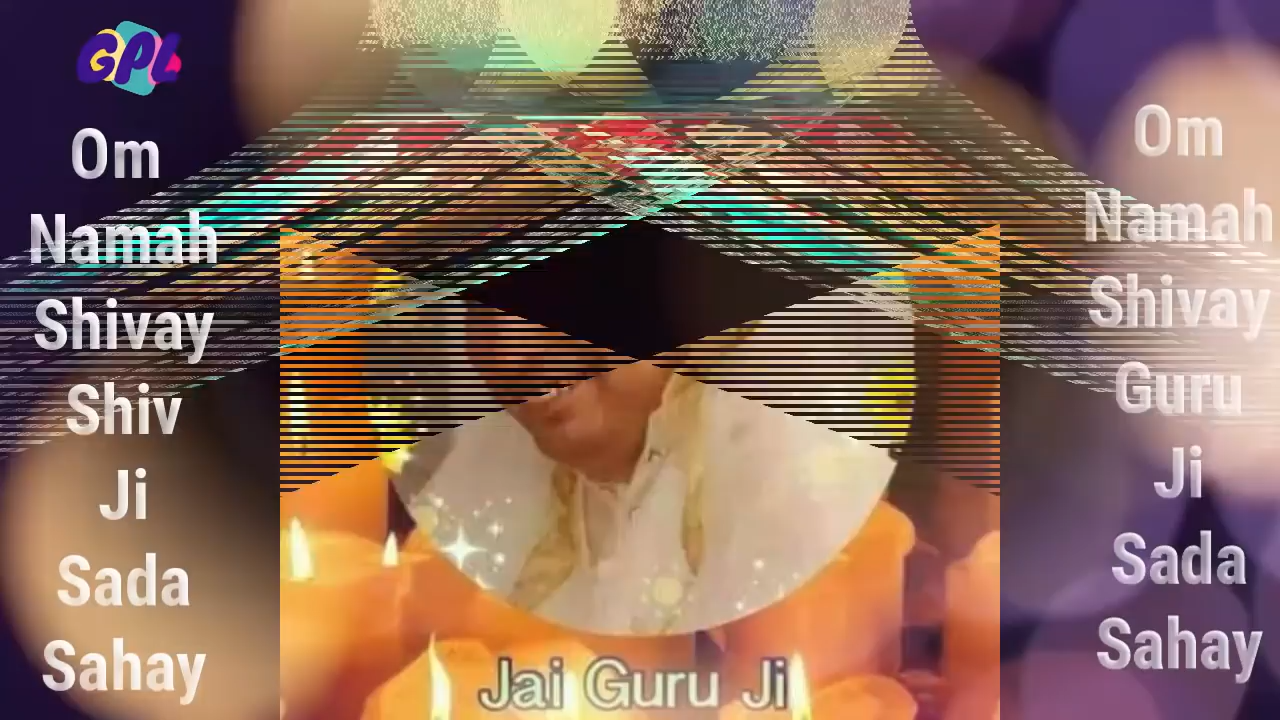 GPL
Om
Namah
Shivay
Shiv
Ji
Sada
Sahay
Om
Namah
Shivay
Guru
Ji
Sada
Sahay
Jai Guru Ji